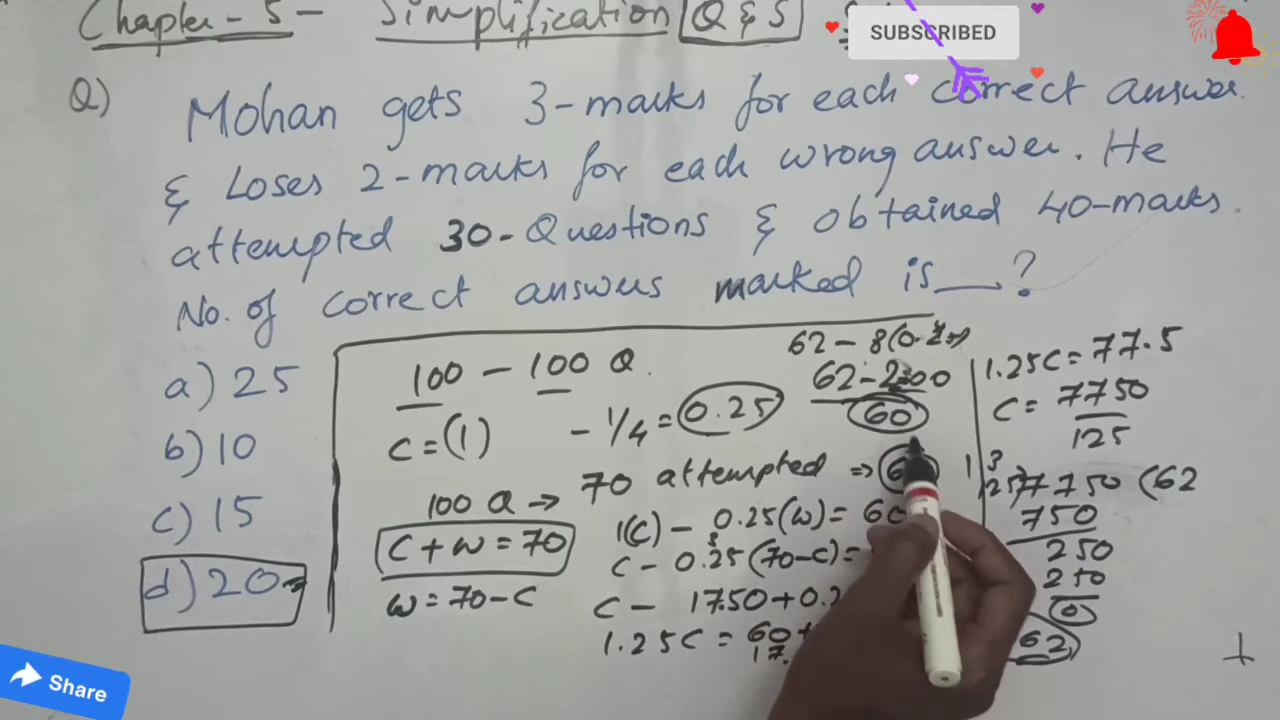 Chapter - 5 - Simplification Q & S
SUBSCRIBED
Q) Mohan gets 3-marks for each correct answer
& Loses 2-marks for each wrong answer. He
attempted 30-Questions & obtained 40-marks.
No. of correct answers marked is ___?
a) 25
b) 10
c) 15
d) 20
100 - 100 Q.
C = (1) - 1/4 = 0.25
100 Q → 70 attempted ⇒
C + W = 70
W = 70 - C
1(C) - 0.25(W) = 60
C - 0.25(70-C) =
C - 17.50 + 0.2
1.25C = 60 +
17.
62 - 8(0.
62 - 2.00
60
1.25C = 77.5
C = 7750
125
125) 7750 (62
750
250
250
0
62
Share